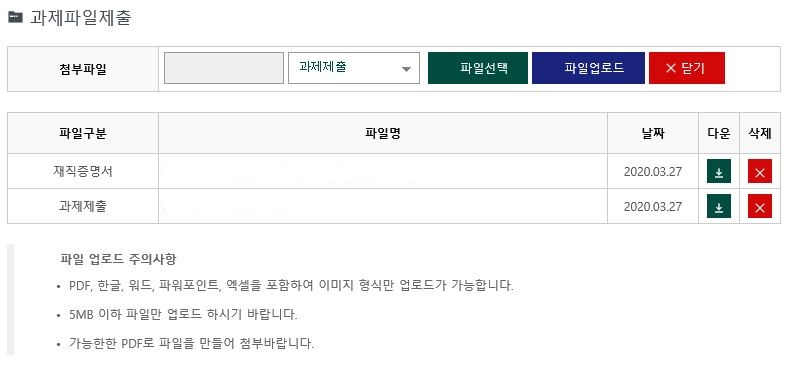 과제파일제출
첨부파일 과제제출 파일선택 파일업로드 닫기
파일구분 파일명 날짜 다운 삭제
재직증명서 2020.03.27
과제제출 2020.03.27
파일 업로드 주의사항
• PDF, 한글, 워드, 파워포인트, 엑셀을 포함하여 이미지 형식만 업로드가 가능합니다.
• 5MB 이하 파일만 업로드 하시기 바랍니다.
• 가능한한 PDF로 파일을 만들어 첨부바랍니다.